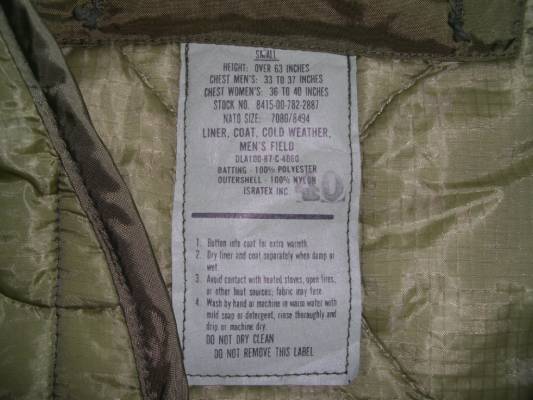 SMALL
HEIGHT: OVER 63 INCHES
CHEST MEN'S: 33 TO 37 INCHES
CHEST WOMEN'S: 36 TO 40 INCHES
STOCK NO. 8415-00-782-2887
NATO SIZE: 7080/8494
LINER, COAT, COLD WEATHER,
MEN'S FIELD
DLA100-87-C-4060
BATTING - 100% POLYESTER
OUTERSHELL - 100% NYLON
ISRATEX INC.
40
1. Button into coat for extra warmth
2. Dry liner and coat separately when damp or
wet
3. Avoid contact with heated stoves, open fires,
or other heat sources; fabric may fuse
4. Wash by hand or machine in warm water with
mild soap or detergent, rinse thoroughly and
drip or machine dry.
DO NOT DRY CLEAN
DO NOT REMOVE THIS LABEL